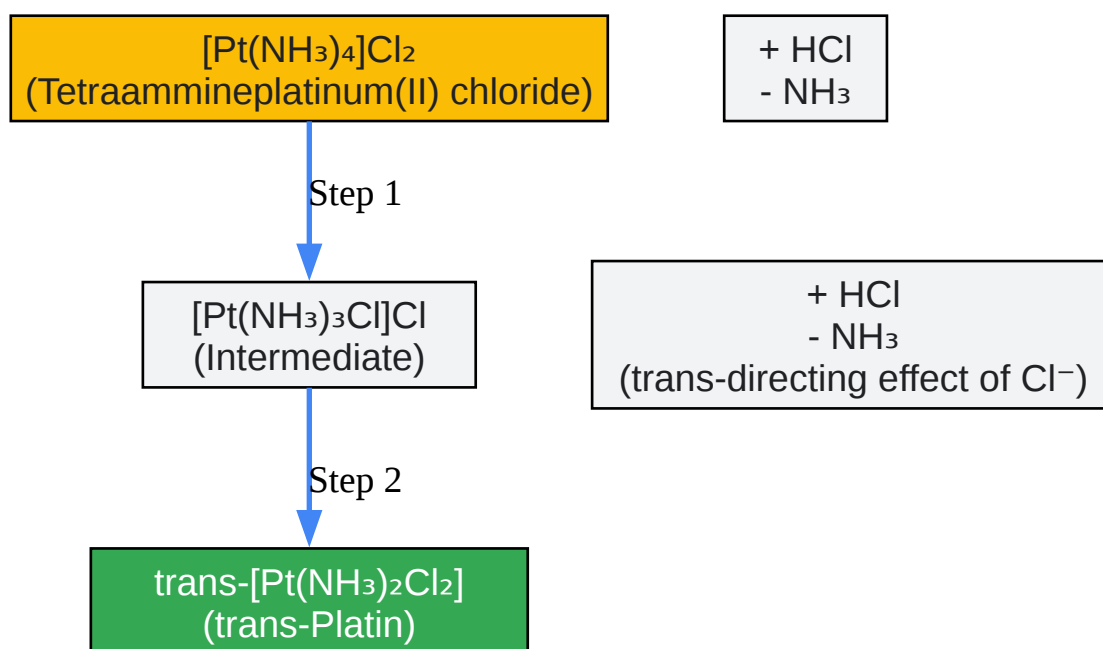 [Pt(NH₃)₄]Cl₂
(Tetraammineplatinum(II) chloride)
+ HCl
- NH₃
Step 1
[Pt(NH₃)₃Cl]Cl
(Intermediate)
+ HCl
- NH₃
(trans-directing effect of Cl⁻)
Step 2
trans-[Pt(NH₃)₂Cl₂]
(trans-Platin)